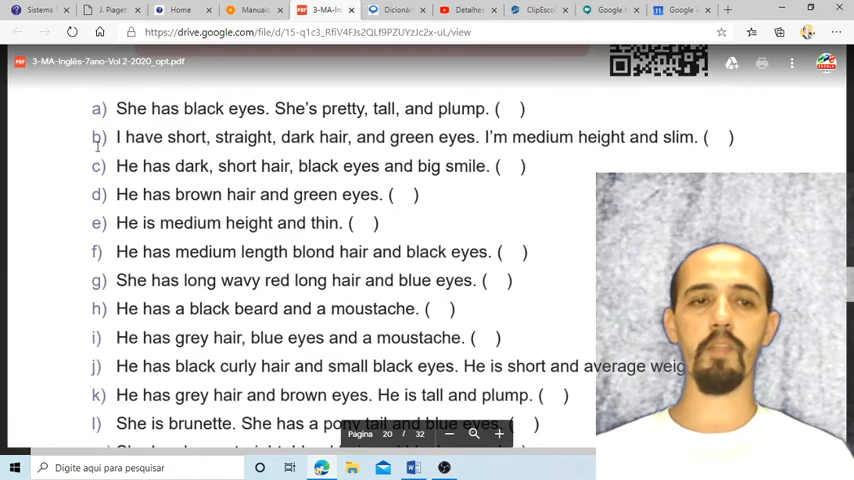 Sistema
J. Piaget
Home
Manuais
3-MA-In
Dicioná
Detalhe
ClipEsco
Google
Google
https://drive.google.com/file/d/15-q1c3_RfiV4FJs2QkfL9PZUYzJc2x-uL/view
3-MA-Inglês-7ano-Vol 2-2020_opt.pdf
a) She has black eyes. She's pretty, tall, and plump. ( )
b) I have short, straight, dark hair, and green eyes. I'm medium height and slim. ( )
c) He has dark, short hair, black eyes and big smile. ( )
d) He has brown hair and green eyes. ( )
e) He is medium height and thin. ( )
f) He has medium length blond hair and black eyes. ( )
g) She has long wavy red long hair and blue eyes. ( )
h) He has a black beard and a moustache. ( )
i) He has grey hair, blue eyes and a moustache. ( )
j) He has black curly hair and small black eyes. He is short and average weig
k) He has grey hair and brown eyes. He is tall and plump. ( )
l) She is brunette. She has a pony tail and blue eyes. ( )
Página 20 / 32
Digite aqui para pesquisar